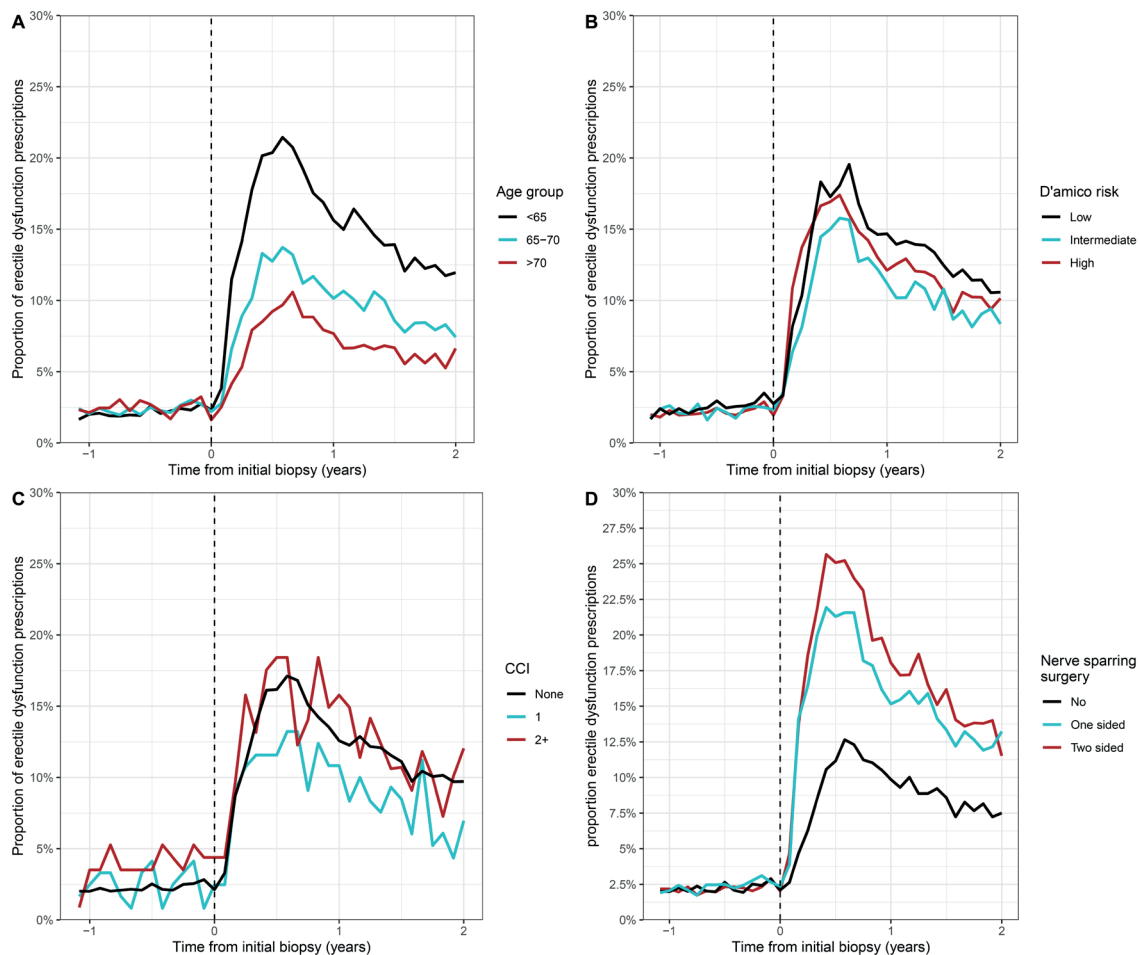 A
30%
25%
20%
15%
10%
5%
0%
Proportion of erectile dysfunction prescriptions
−1
0
1
2
Time from initial biopsy (years)
Age group
<65
65−70
>70
B
30%
25%
20%
15%
10%
5%
0%
Proportion of erectile dysfunction prescriptions
−1
0
1
2
Time from initial biopsy (years)
D'amico risk
Low
Intermediate
High
C
30%
25%
20%
15%
10%
5%
0%
Proportion of erectile dysfunction prescriptions
−1
0
1
2
Time from initial biopsy (years)
CCI
None
1
2+
D
30%
27.5%
25%
22.5%
20%
17.5%
15%
12.5%
10%
7.5%
5%
2.5%
0%
proportion erectile dysfunction prescriptions
−1
0
1
2
Time from initial biopsy (years)
Nerve sparring
surgery
No
One sided
Two sided